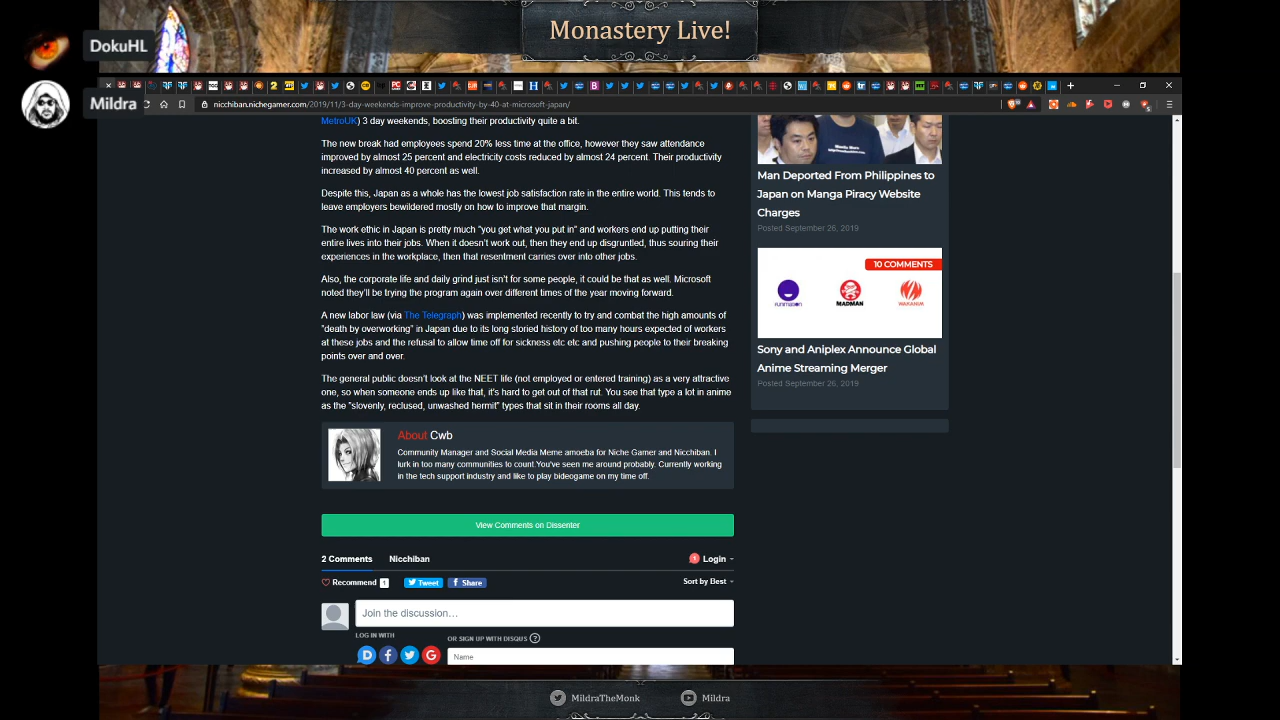 Monastery Live!
DokuHL
Mildra
nicchiban.nichegamer.com/2019/11/3-day-weekends-improve-productivity-by-40-at-microsoft-japan/
MetroUK) 3 day weekends, boosting their productivity quite a bit.
The new break had employees spend 20% less time at the office, however they saw attendance
improved by almost 25 percent and electricity costs reduced by almost 24 percent. Their productivity
increased by almost 40 percent as well.
Despite this, Japan as a whole has the lowest job satisfaction rate in the entire world. This tends to
leave employers bewildered mostly on how to improve that margin.
The work ethic in Japan is pretty much “you get what you put in” and workers end up putting their
entire lives into their jobs. When it doesn’t work out, then they end up disgruntled, thus souring their
experiences in the workplace, then that resentment carries over into other jobs.
Also, the corporate life and daily grind just isn’t for some people, it could be that as well. Microsoft
noted they’ll be trying the program again over different times of the year moving forward.
A new labor law (via The Telegraph) was implemented recently to try and combat the high amounts of
“death by overworking” in Japan due to its long storied history of too many hours expected of workers
at these jobs and the refusal to allow time off for sickness etc etc and pushing people to their breaking
points over and over.
The general public doesn’t look at the NEET life (not employed or entered training) as a very attractive
one, so when someone ends up like that, it’s hard to get out of that rut. You see that type a lot in anime
as the “slovenly, reclused, unwashed hermit” types that sit in their rooms all day.
About Cwb
Community Manager and Social Media Meme amoeba for Niche Gamer and Nicchiban. I
lurk in too many communities to count.You've seen me around probably. Currently working
in the tech support industry and like to play bideogame on my time off.
View Comments on Dissenter
2 Comments Nicchiban Login
Recommend 1 Tweet Share Sort by Best
Join the discussion…
LOG IN WITH
OR SIGN UP WITH DISQUS ?
Name
Man Deported From Philippines to
Japan on Manga Piracy Website
Charges
Posted September 26, 2019
10 COMMENTS
FUNIMATION
MADMAN
WAKANIM
Sony and Aniplex Announce Global
Anime Streaming Merger
Posted September 26, 2019
MildraTheMonk
Mildra